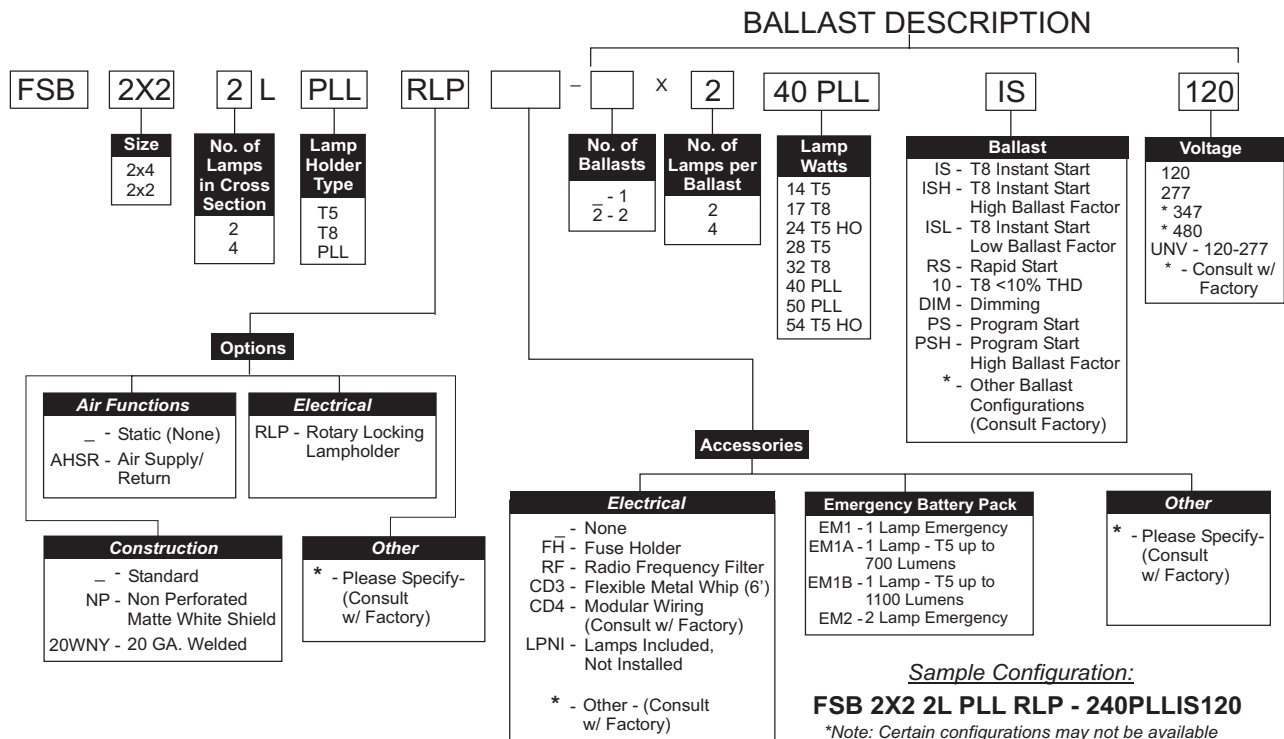 BALLAST DESCRIPTION
FSB 2X2 2 L PLL RLP - X 2 40 PLL IS 120
Size
2x4
2x2
No. of
Lamps
in Cross
Section
2
4
Lamp
Holder
Type
T5
T8
PLL
No. of
Ballasts
_ - 1
2 - 2
No. of
Lamps per
Ballast
2
4
Lamp
Watts
14 T5
17 T8
24 T5 HO
28 T5
32 T8
40 PLL
50 PLL
54 T5 HO
Ballast
IS - T8 Instant Start
ISH - T8 Instant Start
High Ballast Factor
ISL - T8 Instant Start
Low Ballast Factor
RS - Rapid Start
10 - T8 <10% THD
DIM - Dimming
PS - Program Start
PSH - Program Start
High Ballast Factor
* - Other Ballast
Configurations
(Consult Factory)
Voltage
120
277
* 347
* 480
UNV - 120-277
* - Consult w/
Factory
Options
Air Functions
_ - Static (None)
AHSR - Air Supply/
Return
Electrical
RLP - Rotary Locking
Lampholder
Construction
_ - Standard
NP - Non Perforated
Matte White Shield
20WNY - 20 GA. Welded
Other
* - Please Specify-
(Consult
w/ Factory)
Accessories
Electrical
_ - None
FH - Fuse Holder
RF - Radio Frequency Filter
CD3 - Flexible Metal Whip (6')
CD4 - Modular Wiring
(Consult w/ Factory)
LPNI - Lamps Included,
Not Installed
* - Other - (Consult
w/ Factory)
Emergency Battery Pack
EM1 - 1 Lamp Emergency
EM1A - 1 Lamp - T5 up to
700 Lumens
EM1B - 1 Lamp - T5 up to
1100 Lumens
EM2 - 2 Lamp Emergency
Other
* - Please Specify-
(Consult
w/ Factory)
Sample Configuration:
FSB 2X2 2L PLL RLP - 240PLLIS120
*Note: Certain configurations may not be available